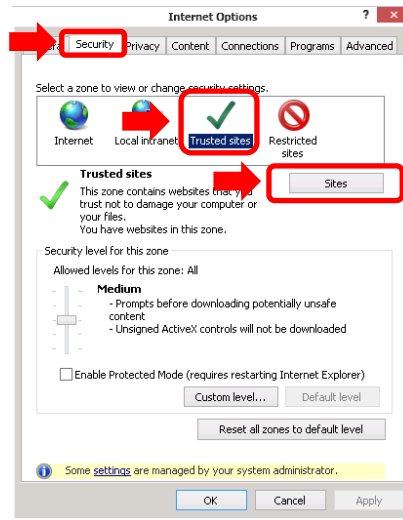 Internet Options
?
Security
Privacy
Content
Connections
Programs
Advanced
Select a zone to view or change security settings.
Internet
Local intranet
Trusted sites
Restricted
sites
Trusted sites
Sites
This zone contains websites that you
trust not to damage your computer or
your files.
You have websites in this zone.
Security level for this zone
Allowed levels for this zone: All
Medium
- Prompts before downloading potentially unsafe
content
- Unsigned ActiveX controls will not be downloaded
Enable Protected Mode (requires restarting Internet Explorer)
Custom level...
Default level
Reset all zones to default level
Some settings are managed by your system administrator.
OK
Cancel
Apply